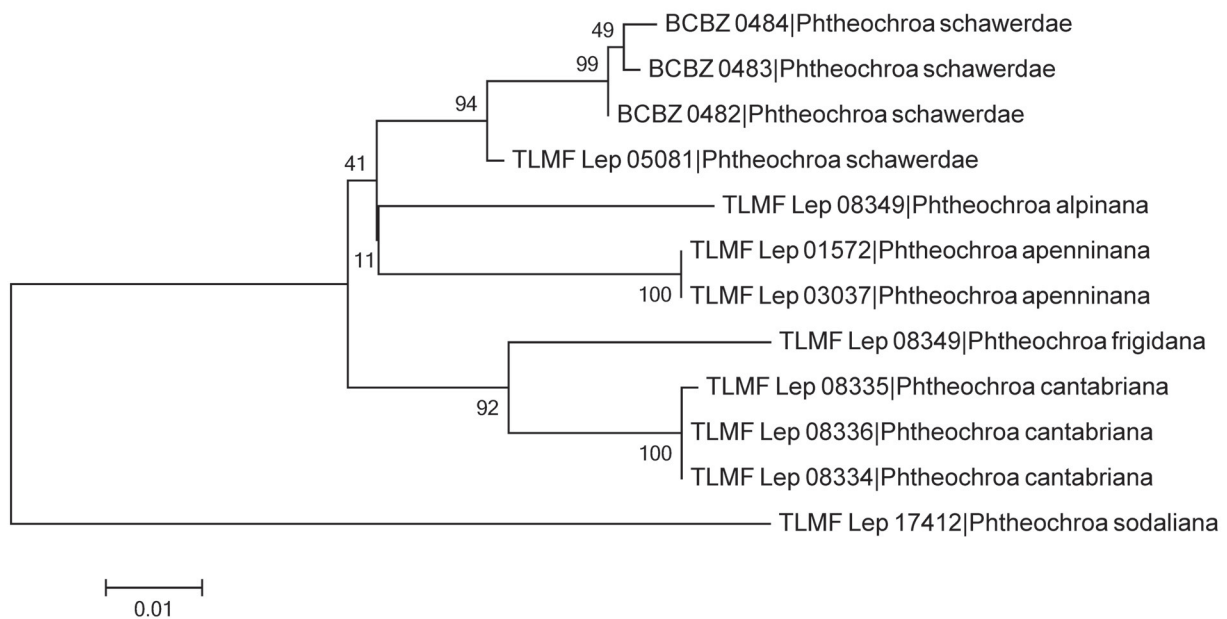 BCBZ 0484|Phtheochroa schawerdae
49
BCBZ 0483|Phtheochroa schawerdae
99
BCBZ 0482|Phtheochroa schawerdae
94
TLMF Lep 05081|Phtheochroa schawerdae
41
TLMF Lep 08349|Phtheochroa alpinana
TLMF Lep 01572|Phtheochroa apenninana
11
TLMF Lep 03037|Phtheochroa apenninana
100
TLMF Lep 08349|Phtheochroa frigidana
TLMF Lep 08335|Phtheochroa cantabriana
92
TLMF Lep 08336|Phtheochroa cantabriana
100
TLMF Lep 08334|Phtheochroa cantabriana
TLMF Lep 17412|Phtheochroa sodaliana
0.01